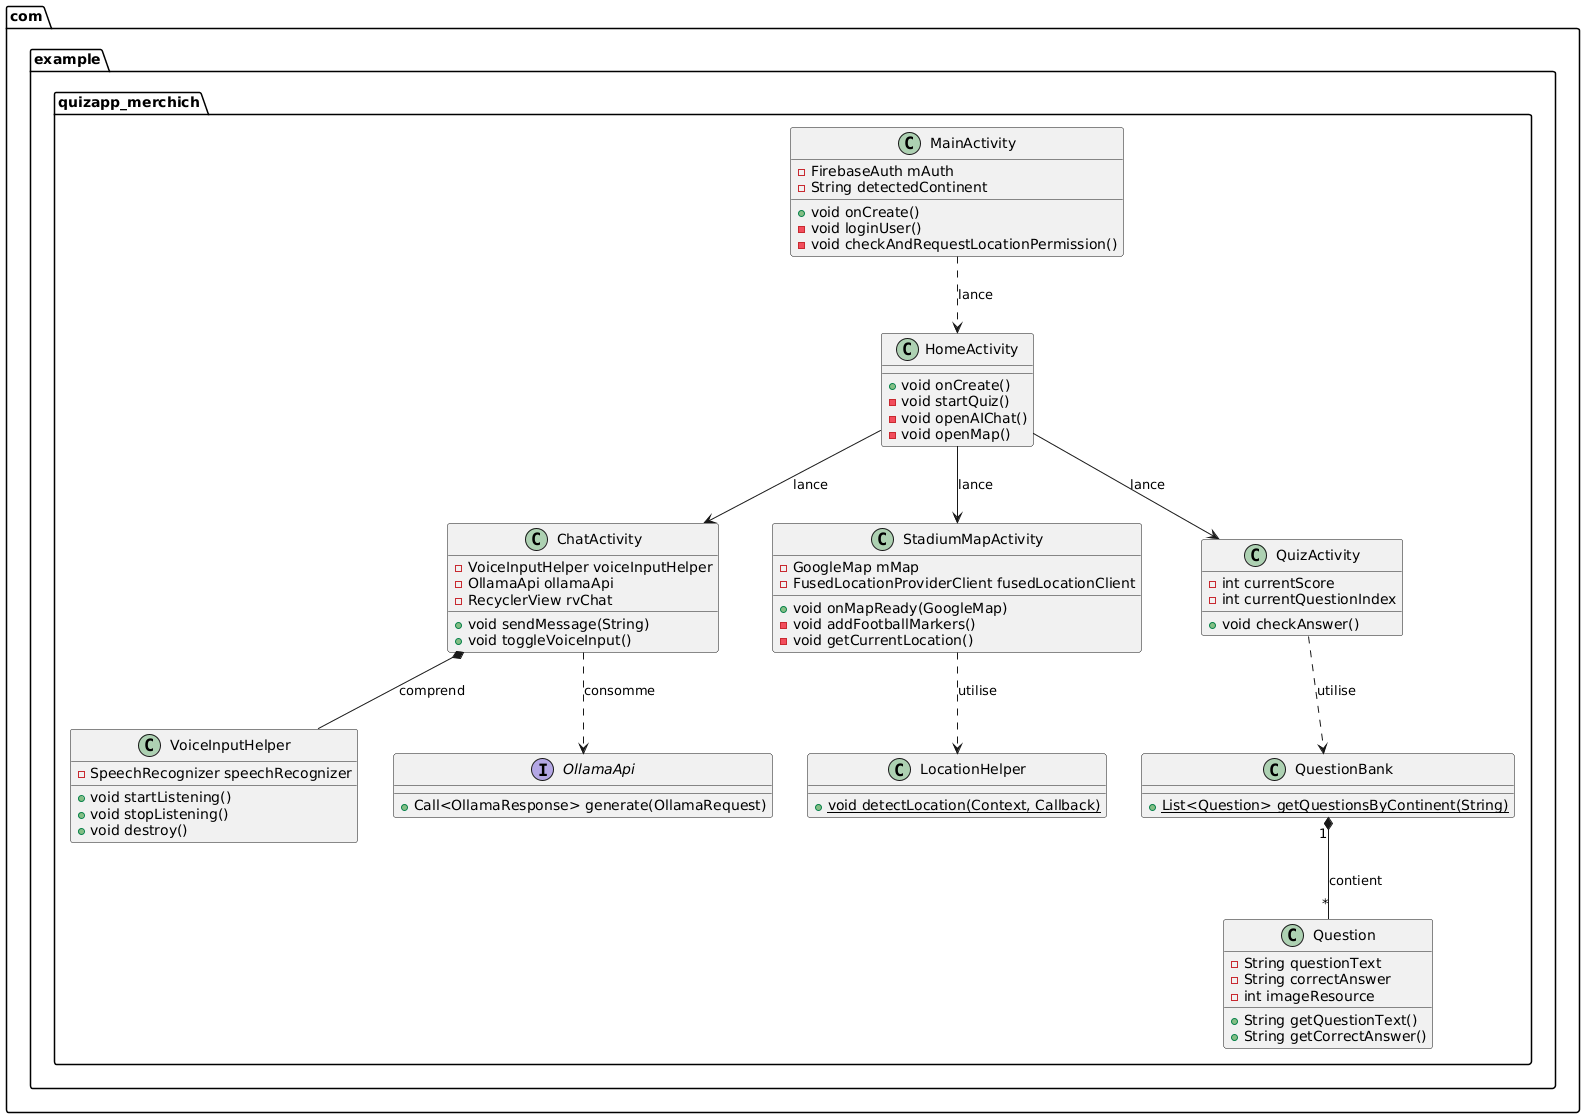 com
example
quizapp_merchich
C MainActivity
FirebaseAuth mAuth
String detectedContinent
void onCreate()
void loginUser()
void checkAndRequestLocationPermission()
lance
C HomeActivity
void onCreate()
void startQuiz()
void openAIChat()
void openMap()
lance
lance
lance
C ChatActivity
VoiceInputHelper voiceInputHelper
OllamaApi ollamaApi
RecyclerView rvChat
void sendMessage(String)
void toggleVoiceInput()
C StadiumMapActivity
GoogleMap mMap
FusedLocationProviderClient fusedLocationClient
void onMapReady(GoogleMap)
void addFootballMarkers()
void getCurrentLocation()
C QuizActivity
int currentScore
int currentQuestionIndex
void checkAnswer()
comprend
consomme
utilise
utilise
C VoiceInputHelper
SpeechRecognizer speechRecognizer
void startListening()
void stopListening()
void destroy()
I OllamaApi
Call<OllamaResponse> generate(OllamaRequest)
C LocationHelper
void detectLocation(Context, Callback)
C QuestionBank
List<Question> getQuestionsByContinent(String)
1
contient
*
C Question
String questionText
String correctAnswer
int imageResource
String getQuestionText()
String getCorrectAnswer()